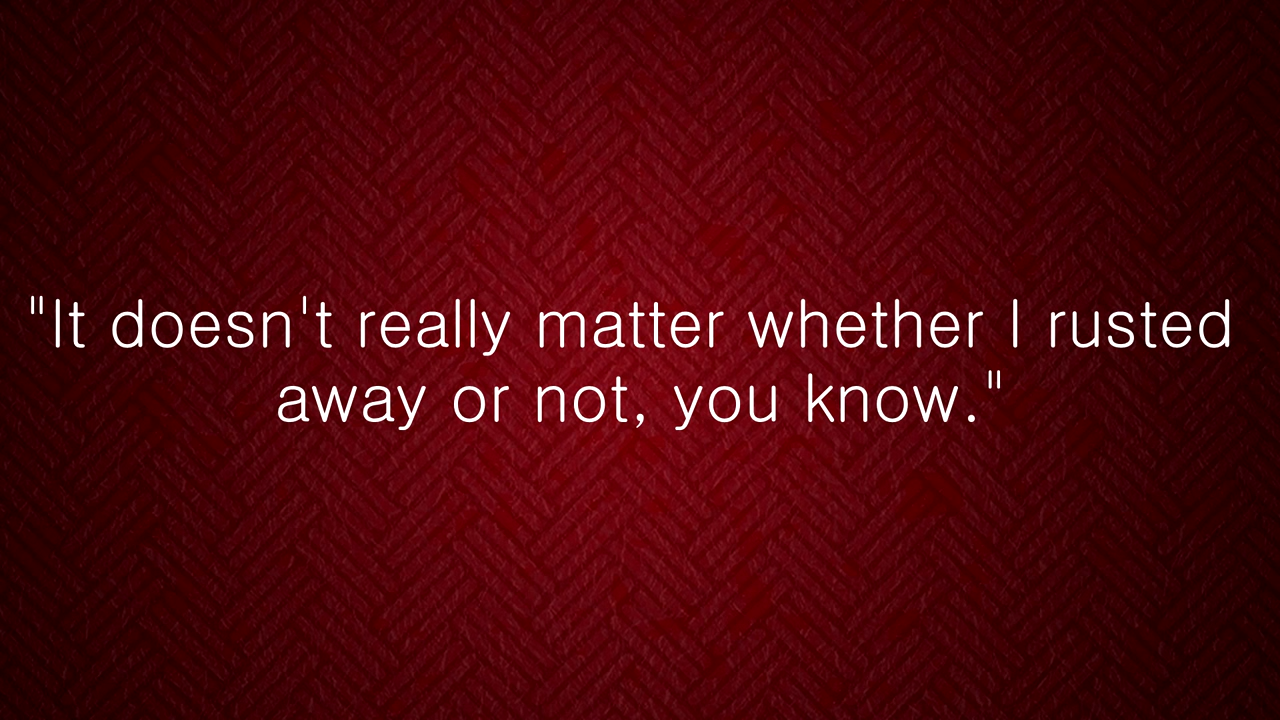 "It doesn't really matter whether I rusted
away or not, you know."